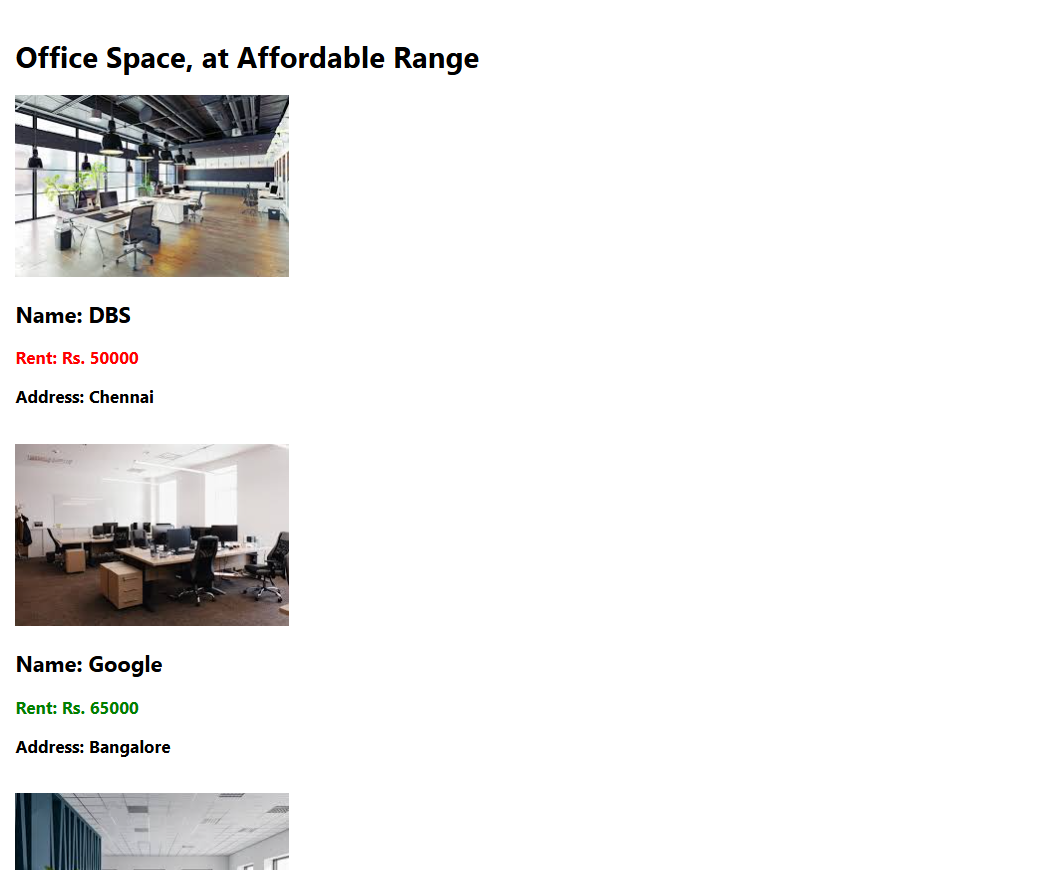 Office Space, at Affordable Range
Name: DBS
Rent: Rs. 50000
Address: Chennai
Name: Google
Rent: Rs. 65000
Address: Bangalore